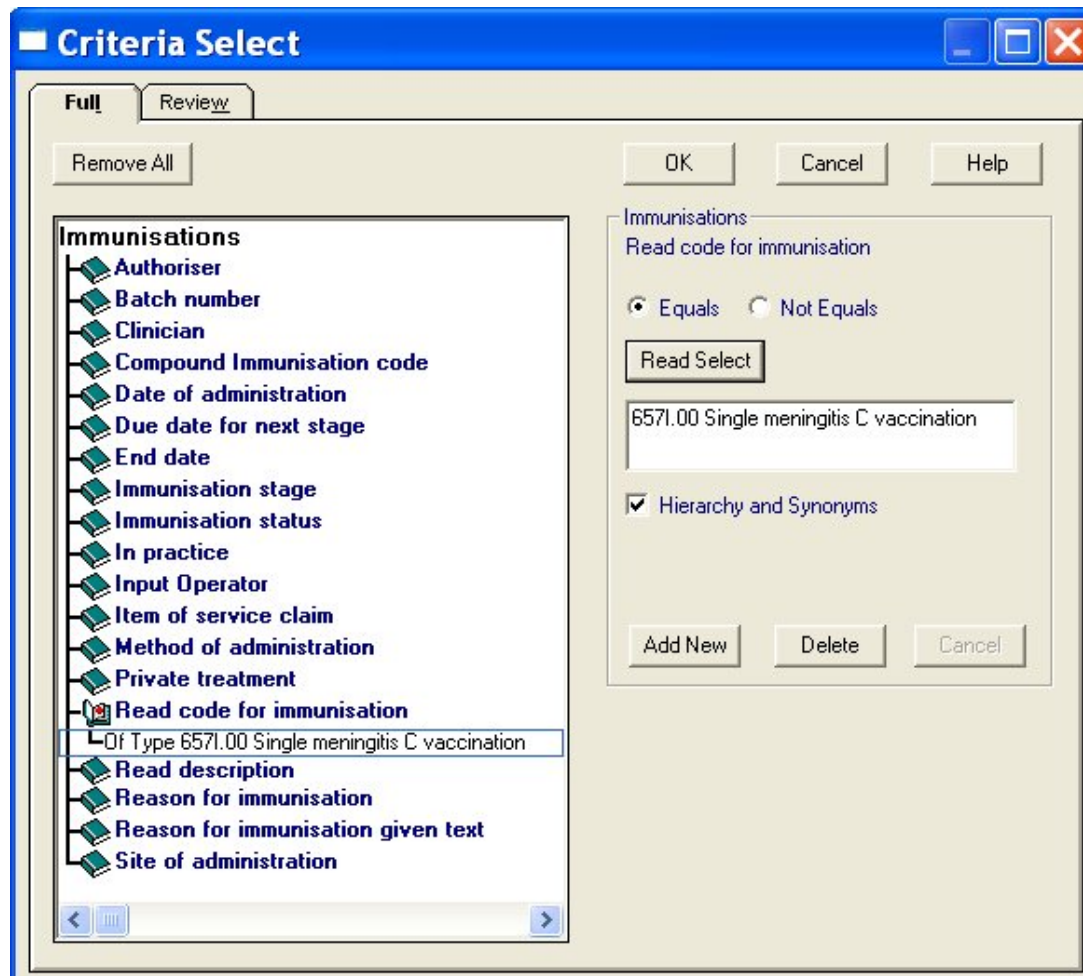 Criteria Select
Full Review
Remove All OK Cancel Help
Immunisations
Authoriser
Batch number
Clinician
Compound Immunisation code
Date of administration
Due date for next stage
End date
Immunisation stage
Immunisation status
In practice
Input Operator
Item of service claim
Method of administration
Private treatment
Read code for immunisation
Of Type 657I.00 Single meningitis C vaccination
Read description
Reason for immunisation
Reason for immunisation given text
Site of administration
Immunisations
Read code for immunisation
Equals Not Equals
Read Select
657I.00 Single meningitis C vaccination
Hierarchy and Synonyms
Add New Delete Cancel